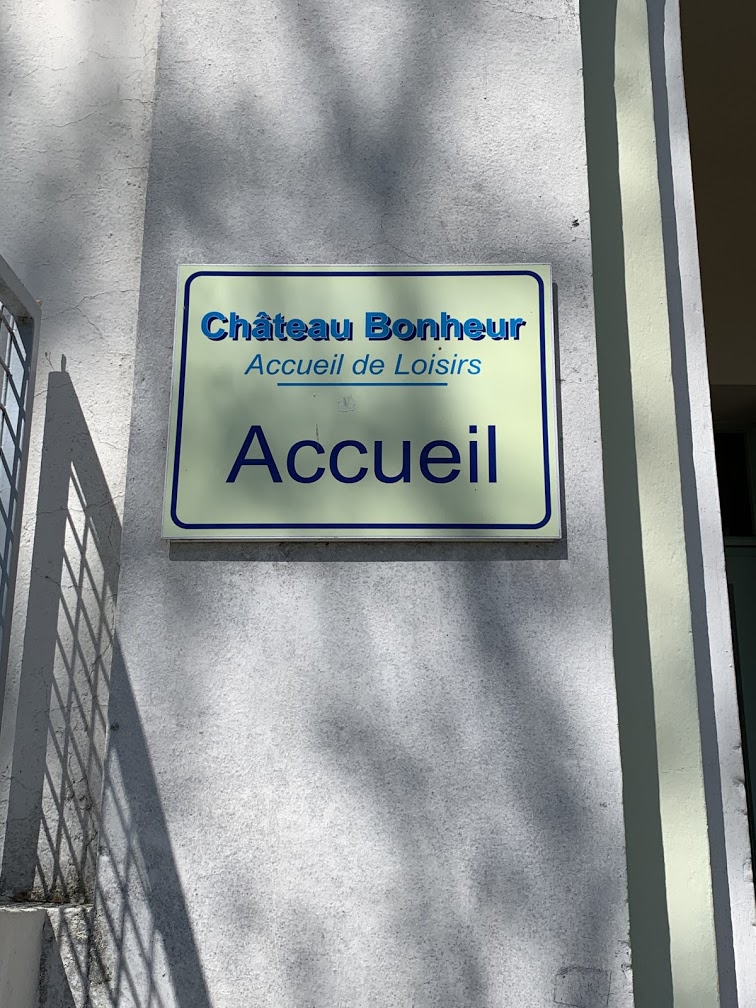 Château Bonheur
Accueil de Loisirs
Accueil